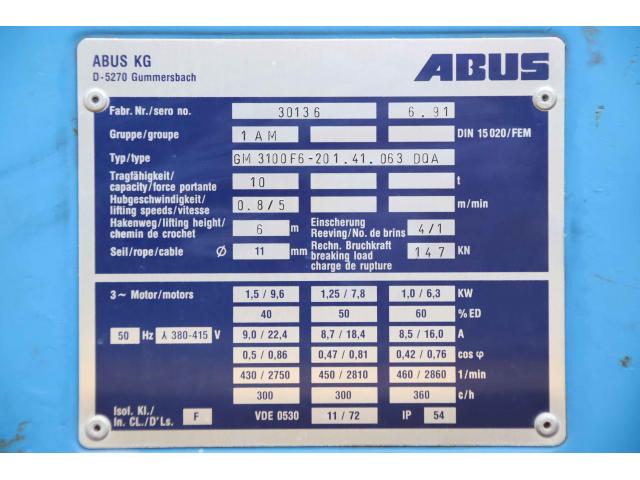 ABUS KG
D-5270 Gummersbach
ABUS
Fabr. Nr./sero no. 30136 6.91
Gruppe/groupe 1 AM DIN 15020/FEM
Typ/type GM 3100F6-201.41.063 DQA
Tragfähigkeit/
capacity/force portante 10 t
Hubgeschwindigkeit/
lifting speeds/vitesse 0.8/5 m/min
Hakenweg/lifting height/
chemin de crochet 6 m
Einscherung
Reeving/No. de brins 4/1
Seil/rope/cable Ø 11 mm
Rechn. Bruchkraft
breaking load
charge de rupture 147 KN
3~ Motor/motors 1,5 / 9,6 1,25 / 7,8 1,0 / 6,3 KW
40 50 60 % ED
50 Hz ⅄ 380-415 V 9,0 / 22,4 8,7 / 18,4 8,5 / 16,0 A
0,5 / 0,86 0,47 / 0,81 0,42 / 0,76 cos φ
430 / 2750 450 / 2810 460 / 2860 1/min
300 300 360 c/h
Isol. Kl./
In. CL./D'Ls. F VDE 0530 11 / 72 IP 54